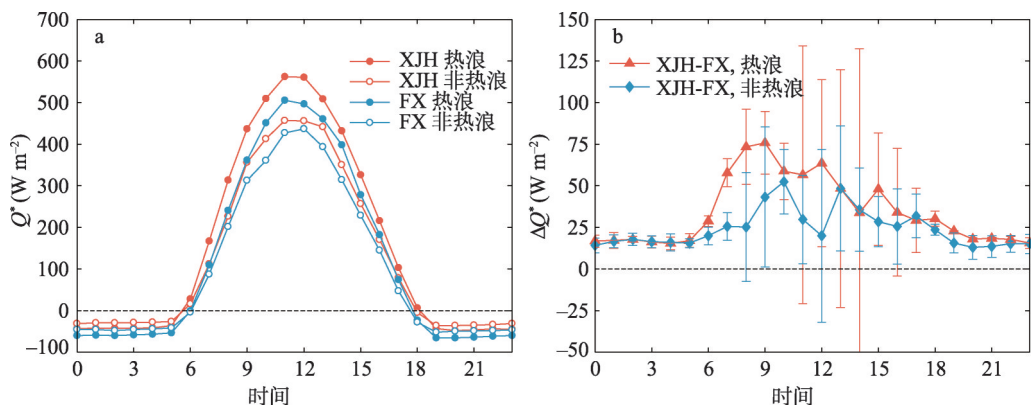 a
XJH 热浪
XJH 非热浪
FX 热浪
FX 非热浪
700
600
500
400
300
200
100
0
−100
Q* (W m−2)
0 3 6 9 12 15 18 21
时间
b
XJH-FX, 热浪
XJH-FX, 非热浪
150
125
100
75
50
25
0
−25
−50
ΔQ* (W m−2)
0 3 6 9 12 15 18 21
时间